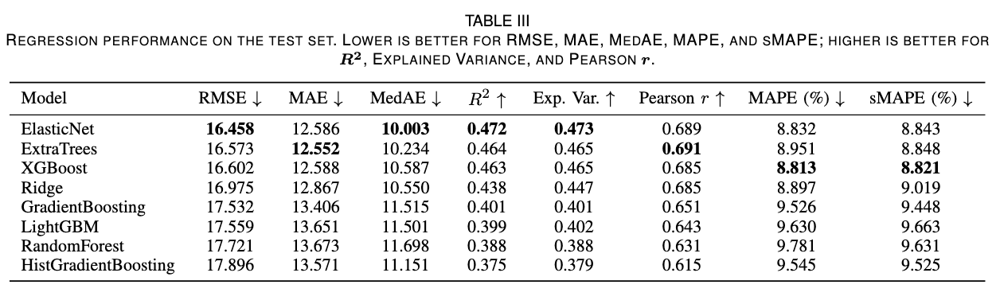 TABLE III
REGRESSION PERFORMANCE ON THE TEST SET. LOWER IS BETTER FOR RMSE, MAE, MEDAE, MAPE, AND SMAPE; HIGHER IS BETTER FOR
R², EXPLAINED VARIANCE, AND PEARSON r.
Model RMSE ↓ MAE ↓ MedAE ↓ R² ↑ Exp. Var. ↑ Pearson r ↑ MAPE (%) ↓ sMAPE (%) ↓
ElasticNet 16.458 12.586 10.003 0.472 0.473 0.689 8.832 8.843
ExtraTrees 16.573 12.552 10.234 0.464 0.465 0.691 8.951 8.848
XGBoost 16.602 12.588 10.587 0.463 0.465 0.685 8.813 8.821
Ridge 16.975 12.867 10.550 0.438 0.447 0.685 8.897 9.019
GradientBoosting 17.532 13.406 11.515 0.401 0.401 0.651 9.526 9.448
LightGBM 17.559 13.651 11.501 0.399 0.402 0.643 9.630 9.663
RandomForest 17.721 13.673 11.698 0.388 0.388 0.631 9.781 9.631
HistGradientBoosting 17.896 13.571 11.151 0.375 0.379 0.615 9.545 9.525